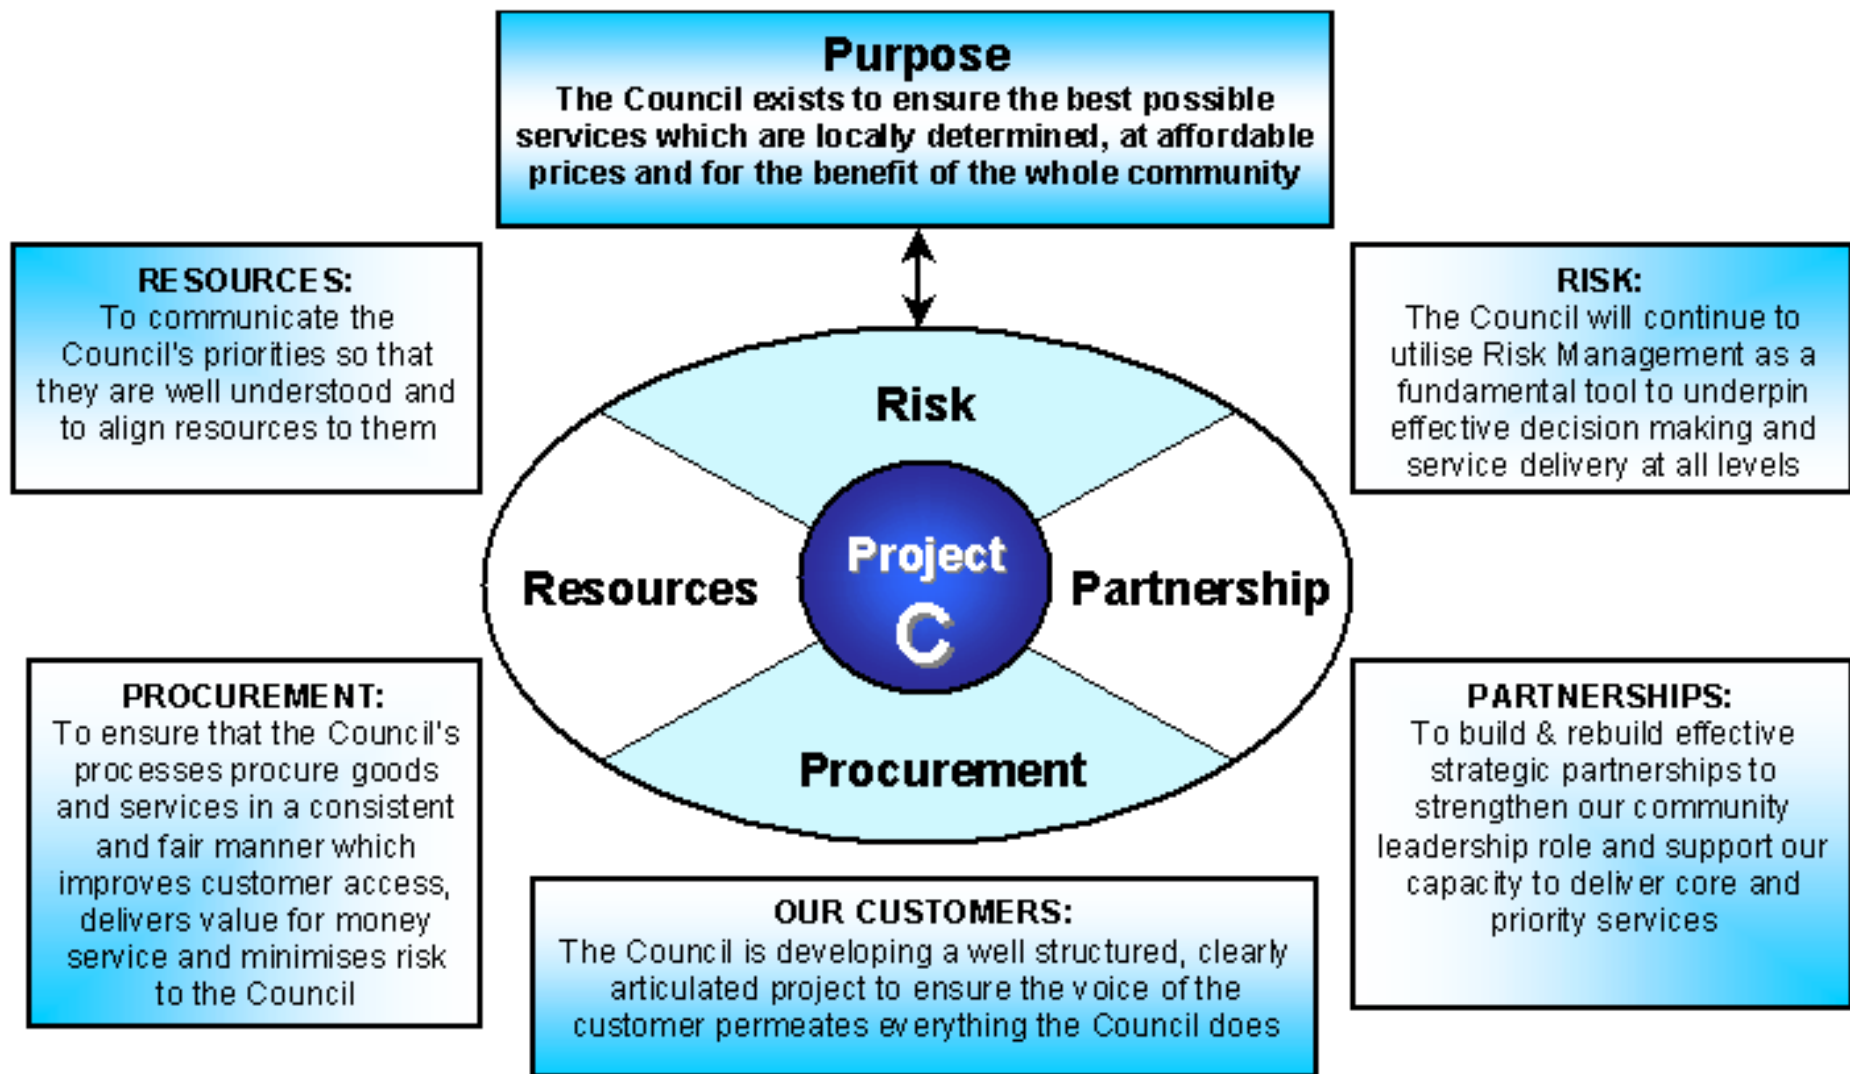 Purpose
The Council exists to ensure the best possible
services which are locally determined, at affordable
prices and for the benefit of the whole community
RESOURCES:
To communicate the
Council's priorities so that
they are well understood and
to align resources to them
RISK:
The Council will continue to
utilise Risk Management as a
fundamental tool to underpin
effective decision making and
service delivery at all levels
Risk
Resources
Project
C
Partnership
Procurement
PROCUREMENT:
To ensure that the Council's
processes procure goods
and services in a consistent
and fair manner which
improves customer access,
delivers value for money
service and minimises risk
to the Council
PARTNERSHIPS:
To build & rebuild effective
strategic partnerships to
strengthen our community
leadership role and support our
capacity to deliver core and
priority services
OUR CUSTOMERS:
The Council is developing a well structured, clearly
articulated project to ensure the voice of the
customer permeates everything the Council does